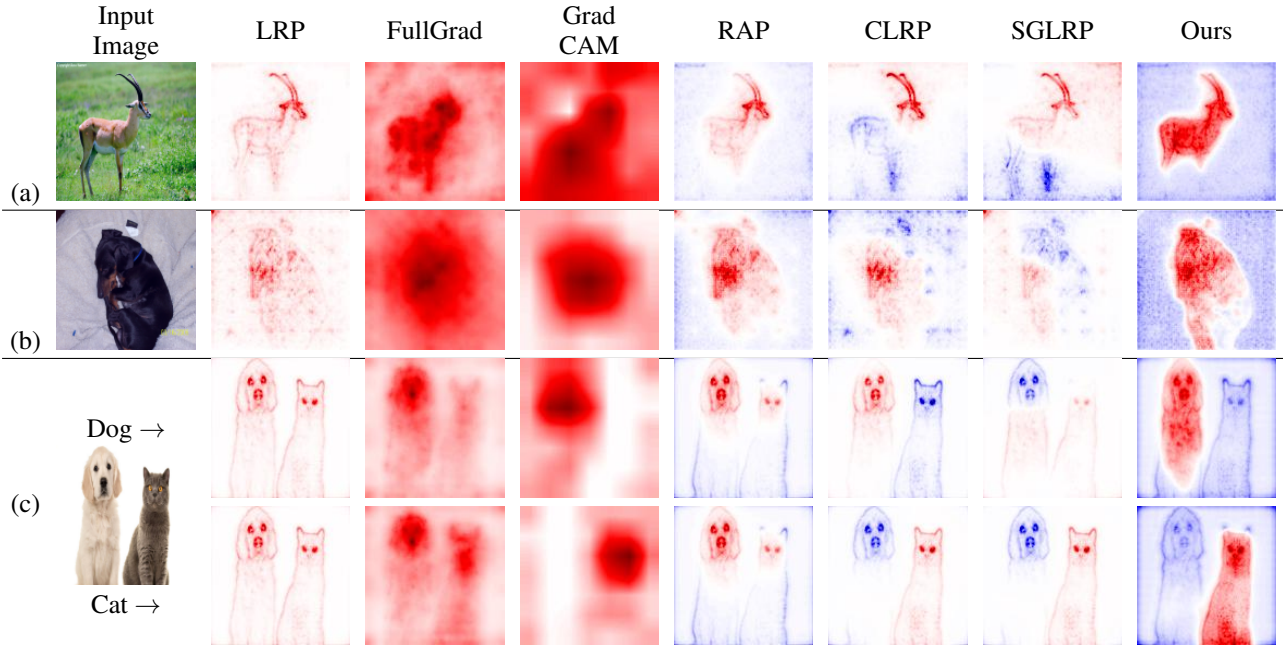 Input
Image
LRP
FullGrad
Grad
CAM
RAP
CLRP
SGLRP
Ours
(a)
(b)
(c)
Dog →
Cat →